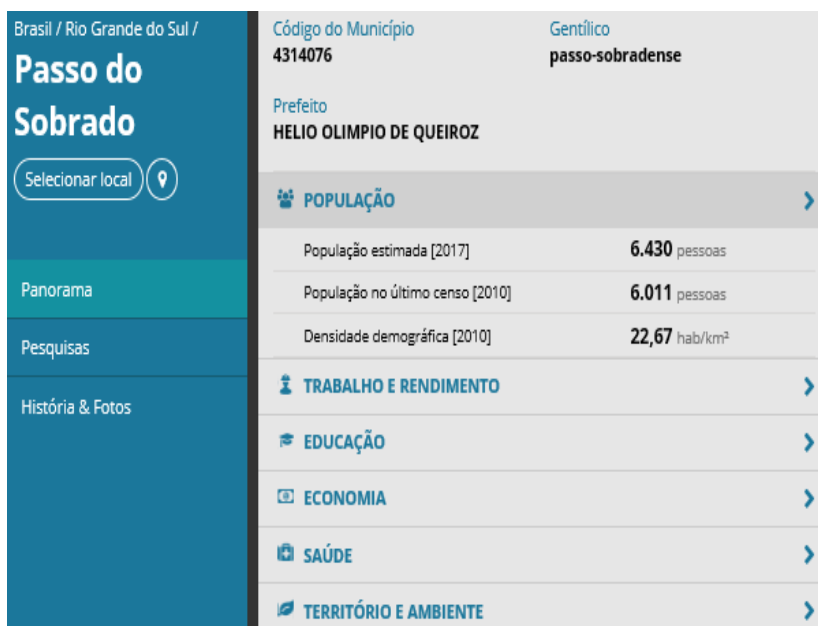 Brasil / Rio Grande do Sul /
Passo do
Sobrado
Selecionar local
Panorama
Pesquisas
História & Fotos
Código do Município
4314076
Gentílico
passo-sobradense
Prefeito
HELIO OLIMPIO DE QUEIROZ
POPULAÇÃO
População estimada [2017] 6.430 pessoas
População no último censo [2010] 6.011 pessoas
Densidade demográfica [2010] 22,67 hab/km²
TRABALHO E RENDIMENTO
EDUCAÇÃO
ECONOMIA
SAÚDE
TERRITÓRIO E AMBIENTE